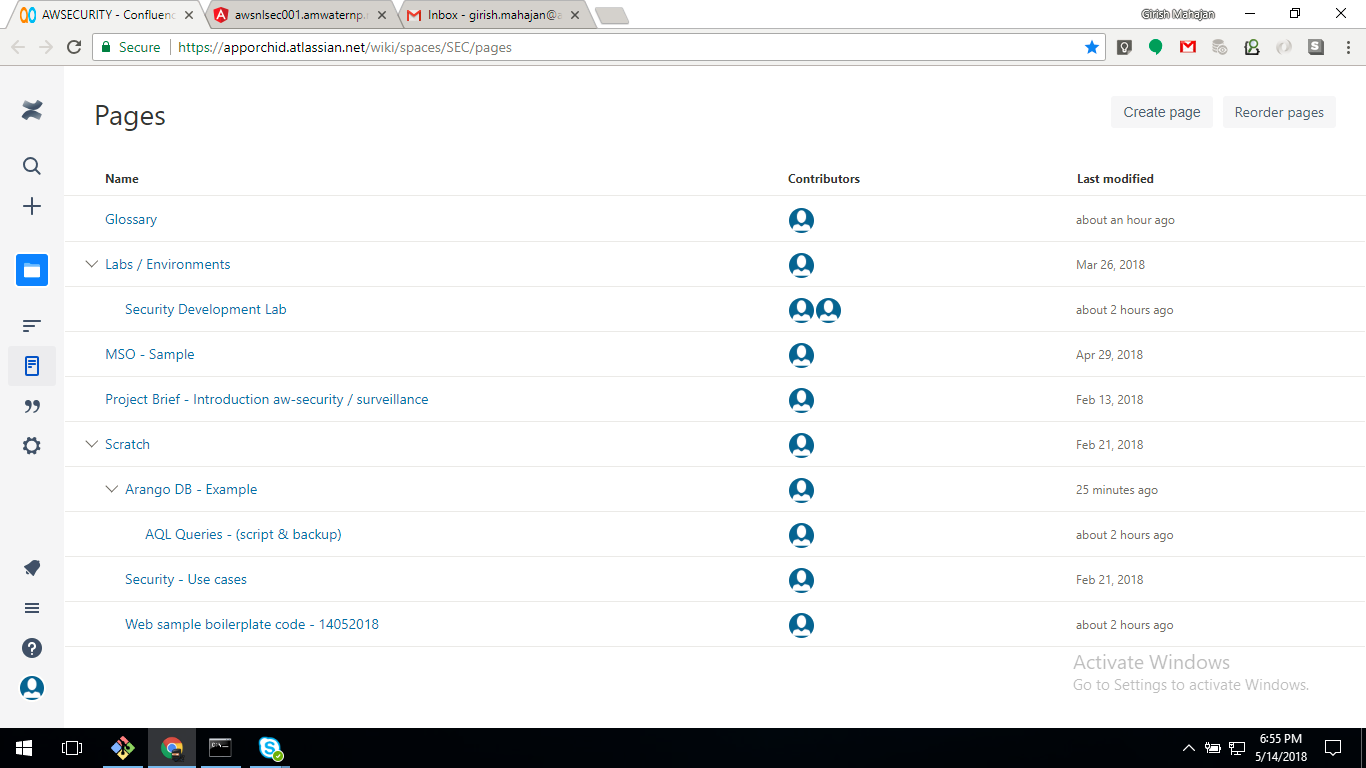 AWSECURITY - Confluenc
awsnlsec001.amwaternp.
Inbox - girish.mahajan@a
Girish Mahajan
Secure https://apporchid.atlassian.net/wiki/spaces/SEC/pages
Pages
Create page
Reorder pages
Name Contributors Last modified
Glossary about an hour ago
Labs / Environments Mar 26, 2018
Security Development Lab about 2 hours ago
MSO - Sample Apr 29, 2018
Project Brief - Introduction aw-security / surveillance Feb 13, 2018
Scratch Feb 21, 2018
Arango DB - Example 25 minutes ago
AQL Queries - (script & backup) about 2 hours ago
Security - Use cases Feb 21, 2018
Web sample boilerplate code - 14052018 about 2 hours ago
Activate Windows
Go to Settings to activate Windows.
6:55 PM
5/14/2018